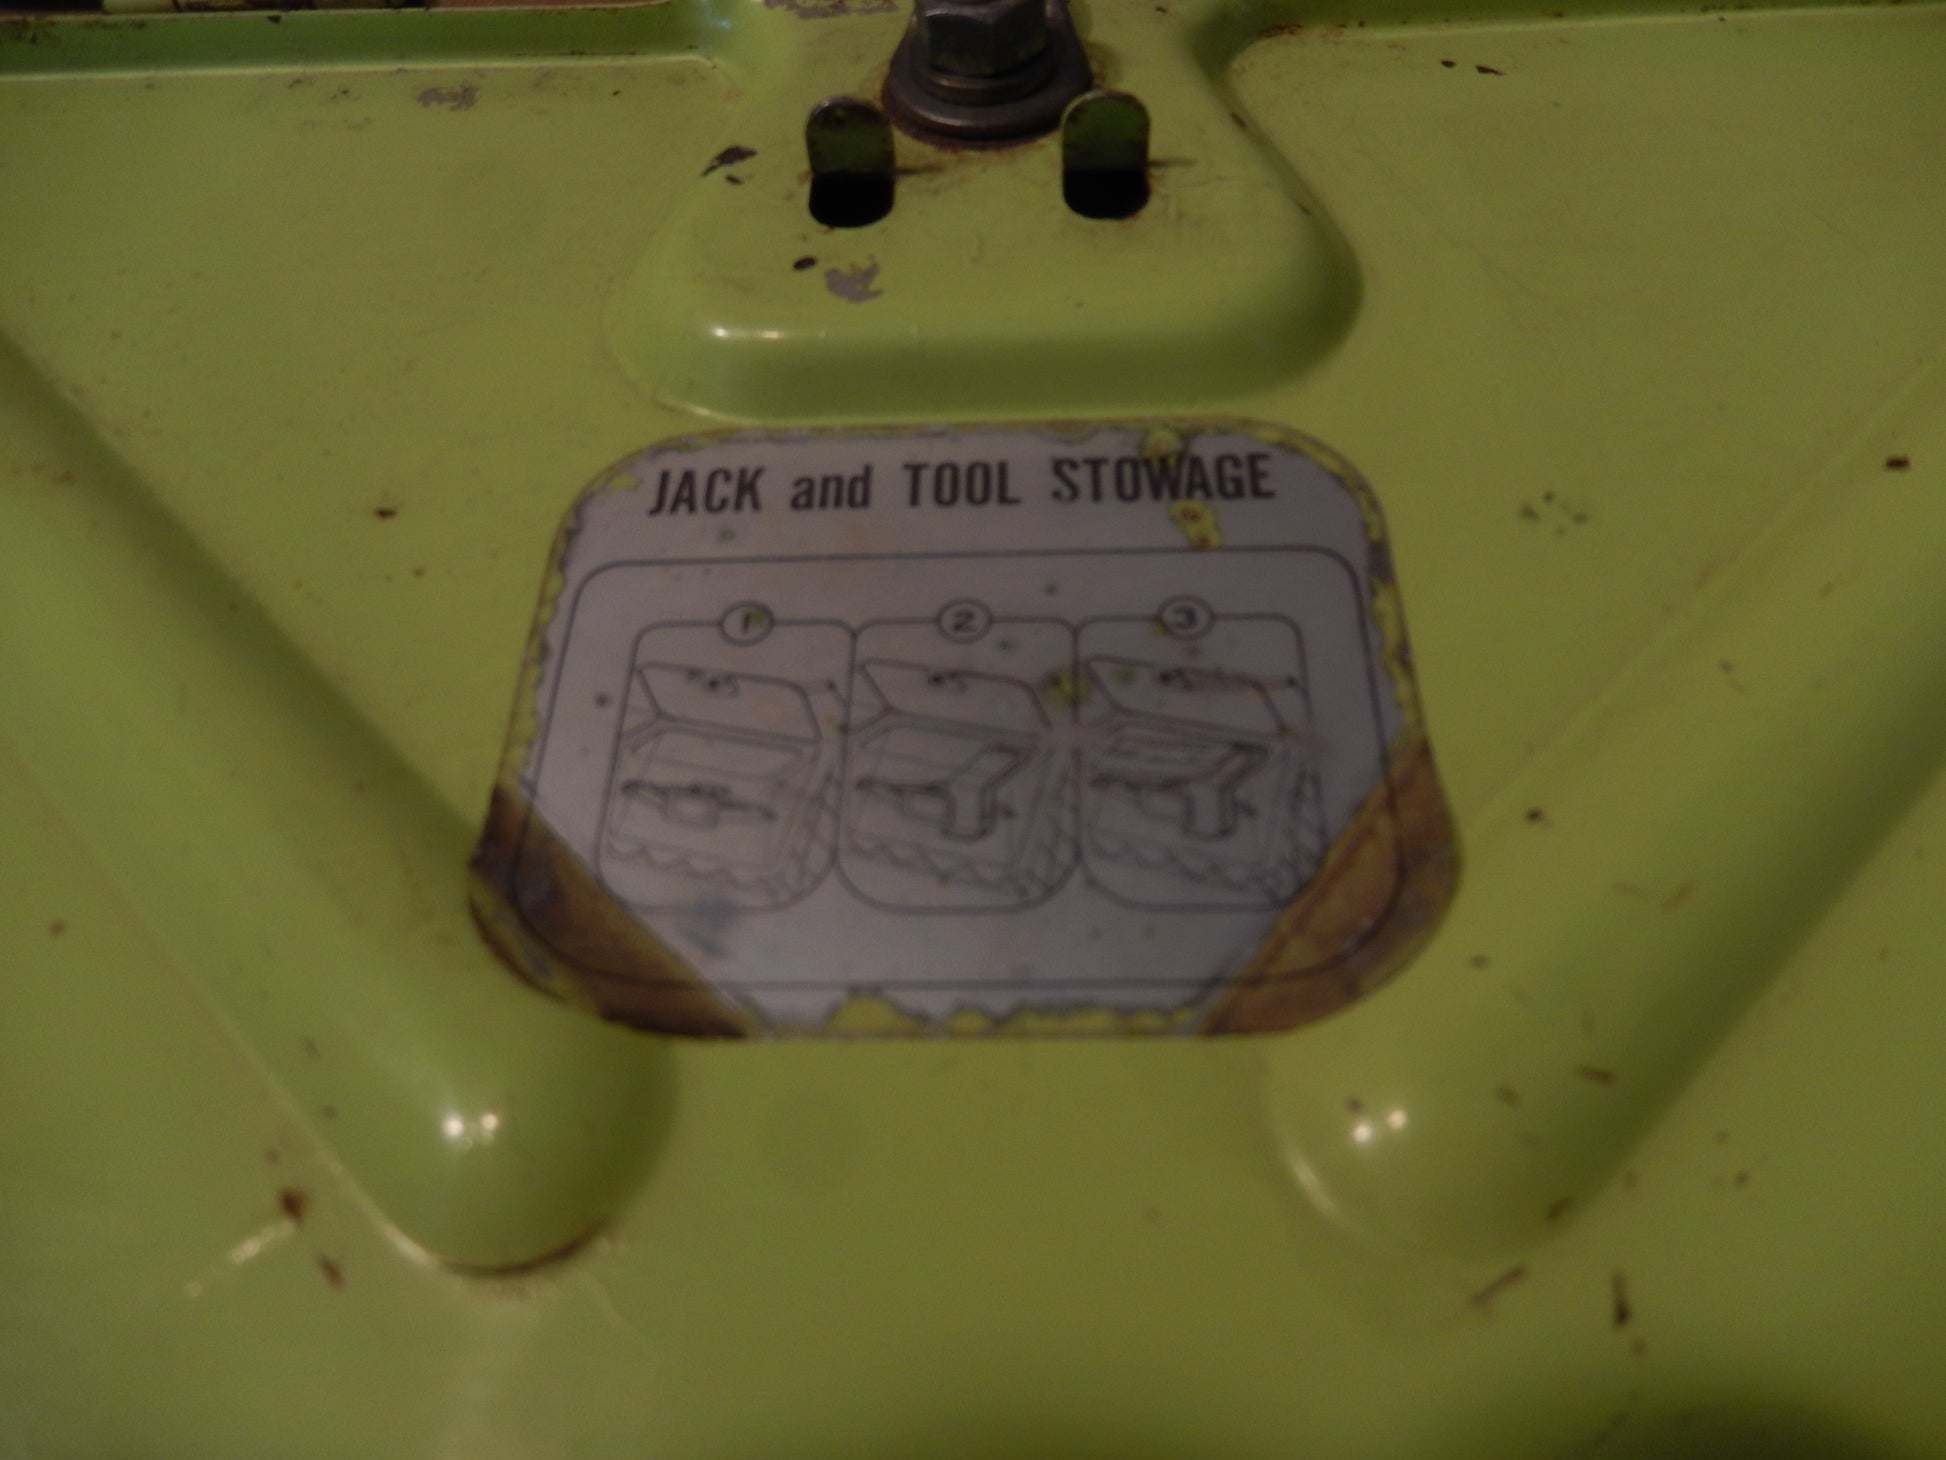 JACK and TOOL STOWAGE
1 2 3